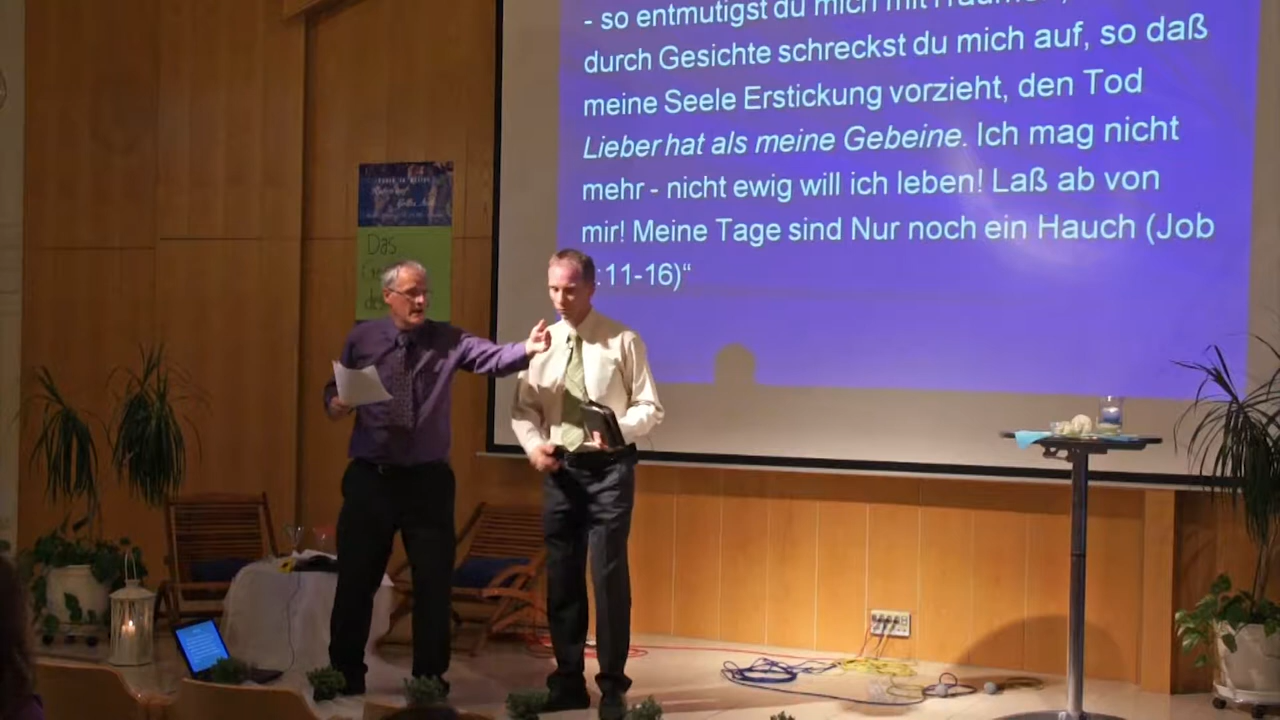 - so entmutigst du mich mit
durch Gesichte schreckst du mich auf, so daß
meine Seele Erstickung vorzieht, den Tod
Lieber hat als meine Gebeine. Ich mag nicht
mehr - nicht ewig will ich leben! Laß ab von
mir! Meine Tage sind Nur noch ein Hauch (Job
:11-16)“
Das